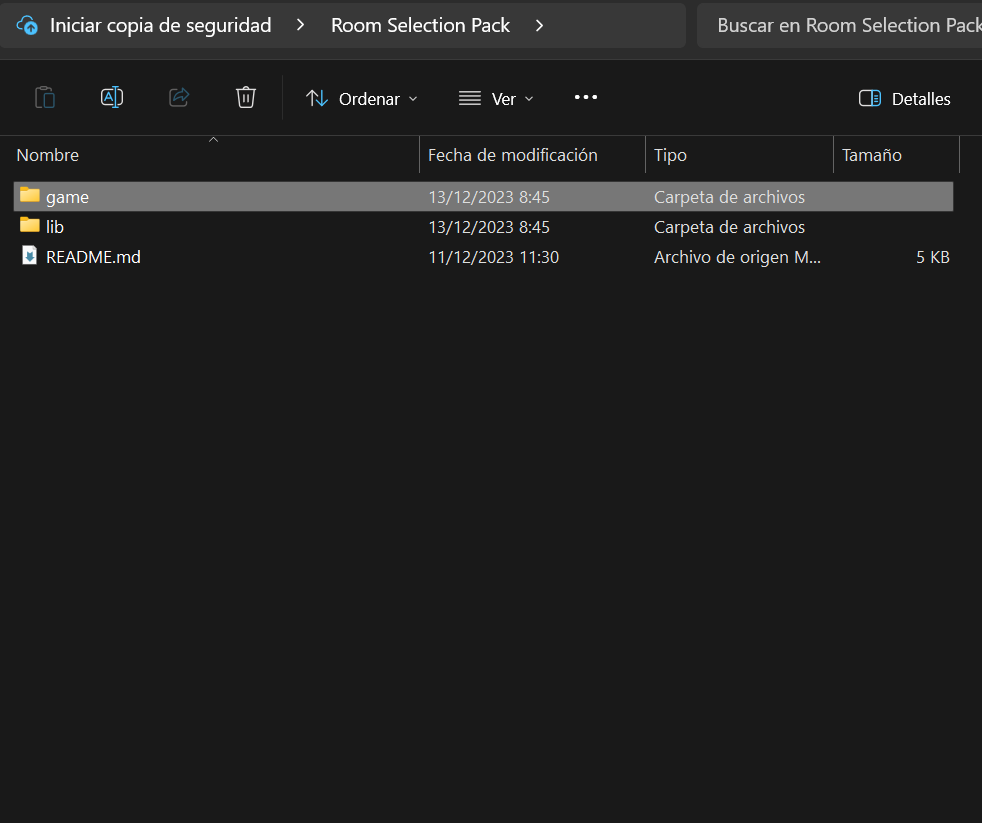 Iniciar copia de seguridad > Room Selection Pack > Buscar en Room Selection Pack
Ordenar Ver ••• Detalles
Nombre Fecha de modificación Tipo Tamaño
game 13/12/2023 8:45 Carpeta de archivos
lib 13/12/2023 8:45 Carpeta de archivos
README.md 11/12/2023 11:30 Archivo de origen M... 5 KB